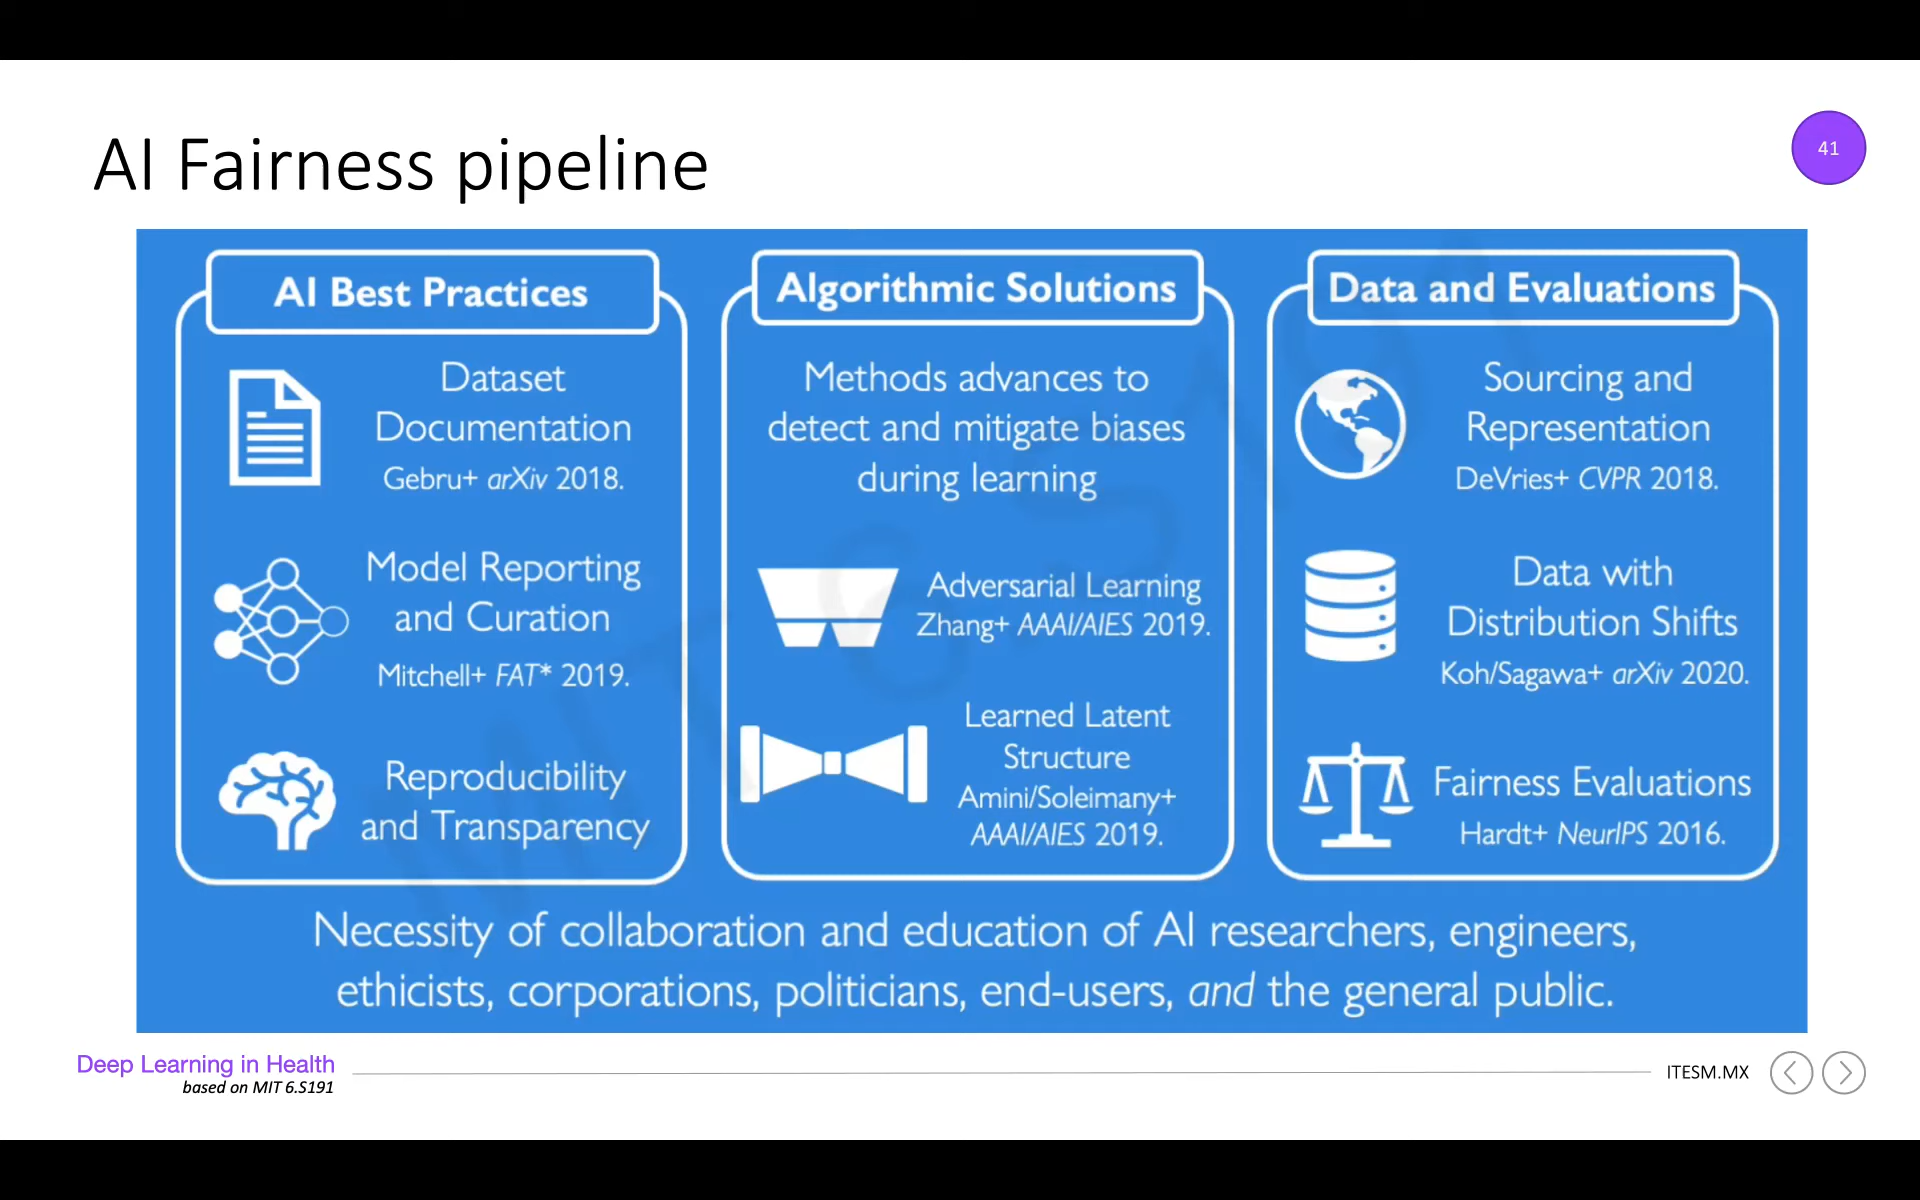 AI Fairness pipeline
41
AI Best Practices
Dataset
Documentation
Gebru+ arXiv 2018.
Model Reporting
and Curation
Mitchell+ FAT* 2019.
Reproducibility
and Transparency
Algorithmic Solutions
Methods advances to
detect and mitigate biases
during learning
Adversarial Learning
Zhang+ AAAI/AIES 2019.
Learned Latent
Structure
Amini/Soleimany+
AAAI/AIES 2019.
Data and Evaluations
Sourcing and
Representation
DeVries+ CVPR 2018.
Data with
Distribution Shifts
Koh/Sagawa+ arXiv 2020.
Fairness Evaluations
Hardt+ NeurIPS 2016.
MIT 6.S191
Necessity of collaboration and education of AI researchers, engineers,
ethicists, corporations, politicians, end-users, and the general public.
Deep Learning in Health
based on MIT 6.S191
ITESM.MX